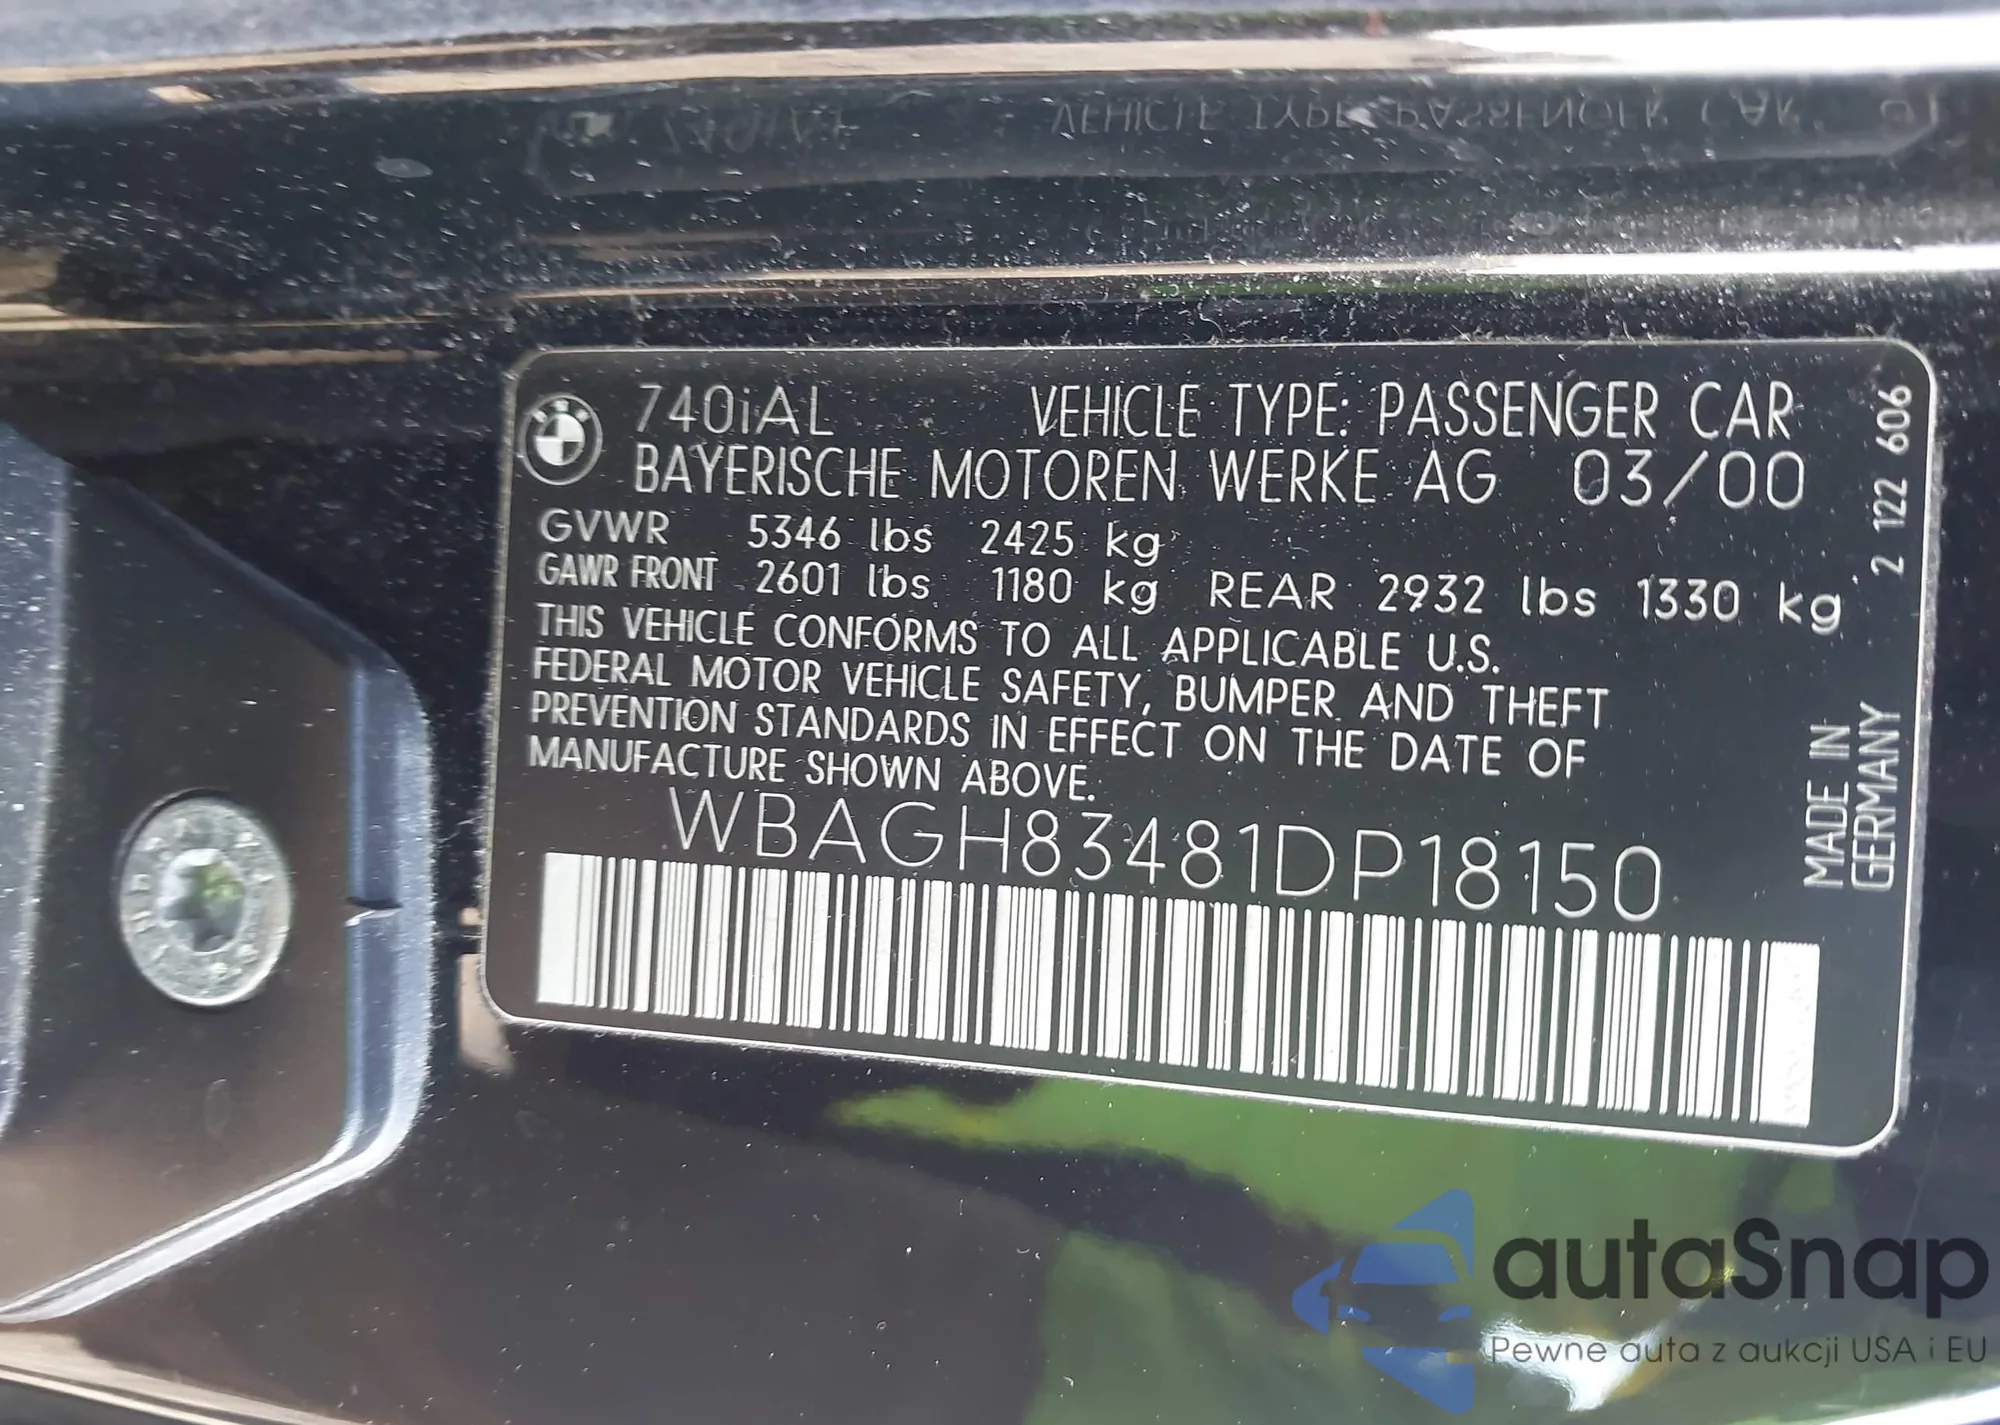 740iAL VEHICLE TYPE: PASSENGER CAR
BAYERISCHE MOTOREN WERKE AG 03/00
GVWR 5346 lbs 2425 kg
GAWR FRONT 2601 lbs 1180 kg REAR 2932 lbs 1330 kg
THIS VEHICLE CONFORMS TO ALL APPLICABLE U.S.
FEDERAL MOTOR VEHICLE SAFETY, BUMPER AND THEFT
PREVENTION STANDARDS IN EFFECT ON THE DATE OF
MANUFACTURE SHOWN ABOVE.
WBAGH83481DP18150
2 122 606
MADE IN
GERMANY
autoSnap
Pewne auta z aukcji USA i EU